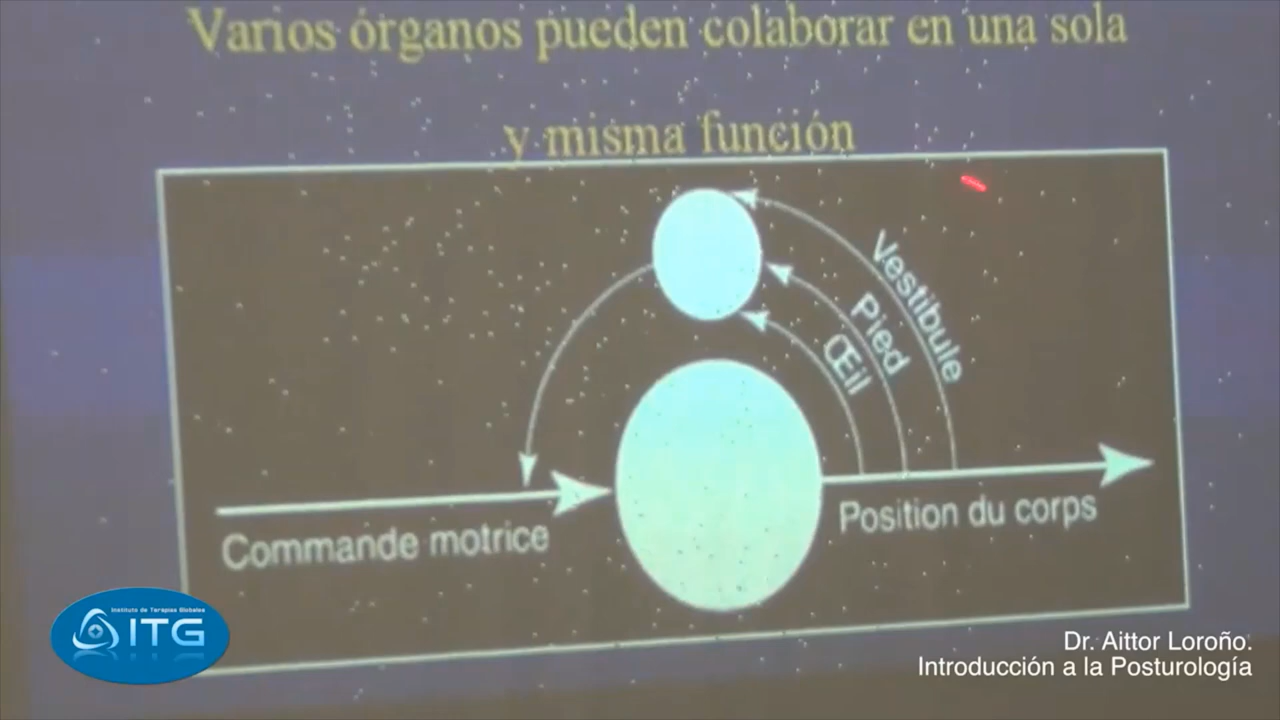 Varios órganos pueden colaborar en una sola
y misma función
Vestibule
Pied
Œil
Commande motrice
Position du corps
Instituto de Terapias Globales
ITG
Dr. Aittor Loroño.
Introducción a la Posturología